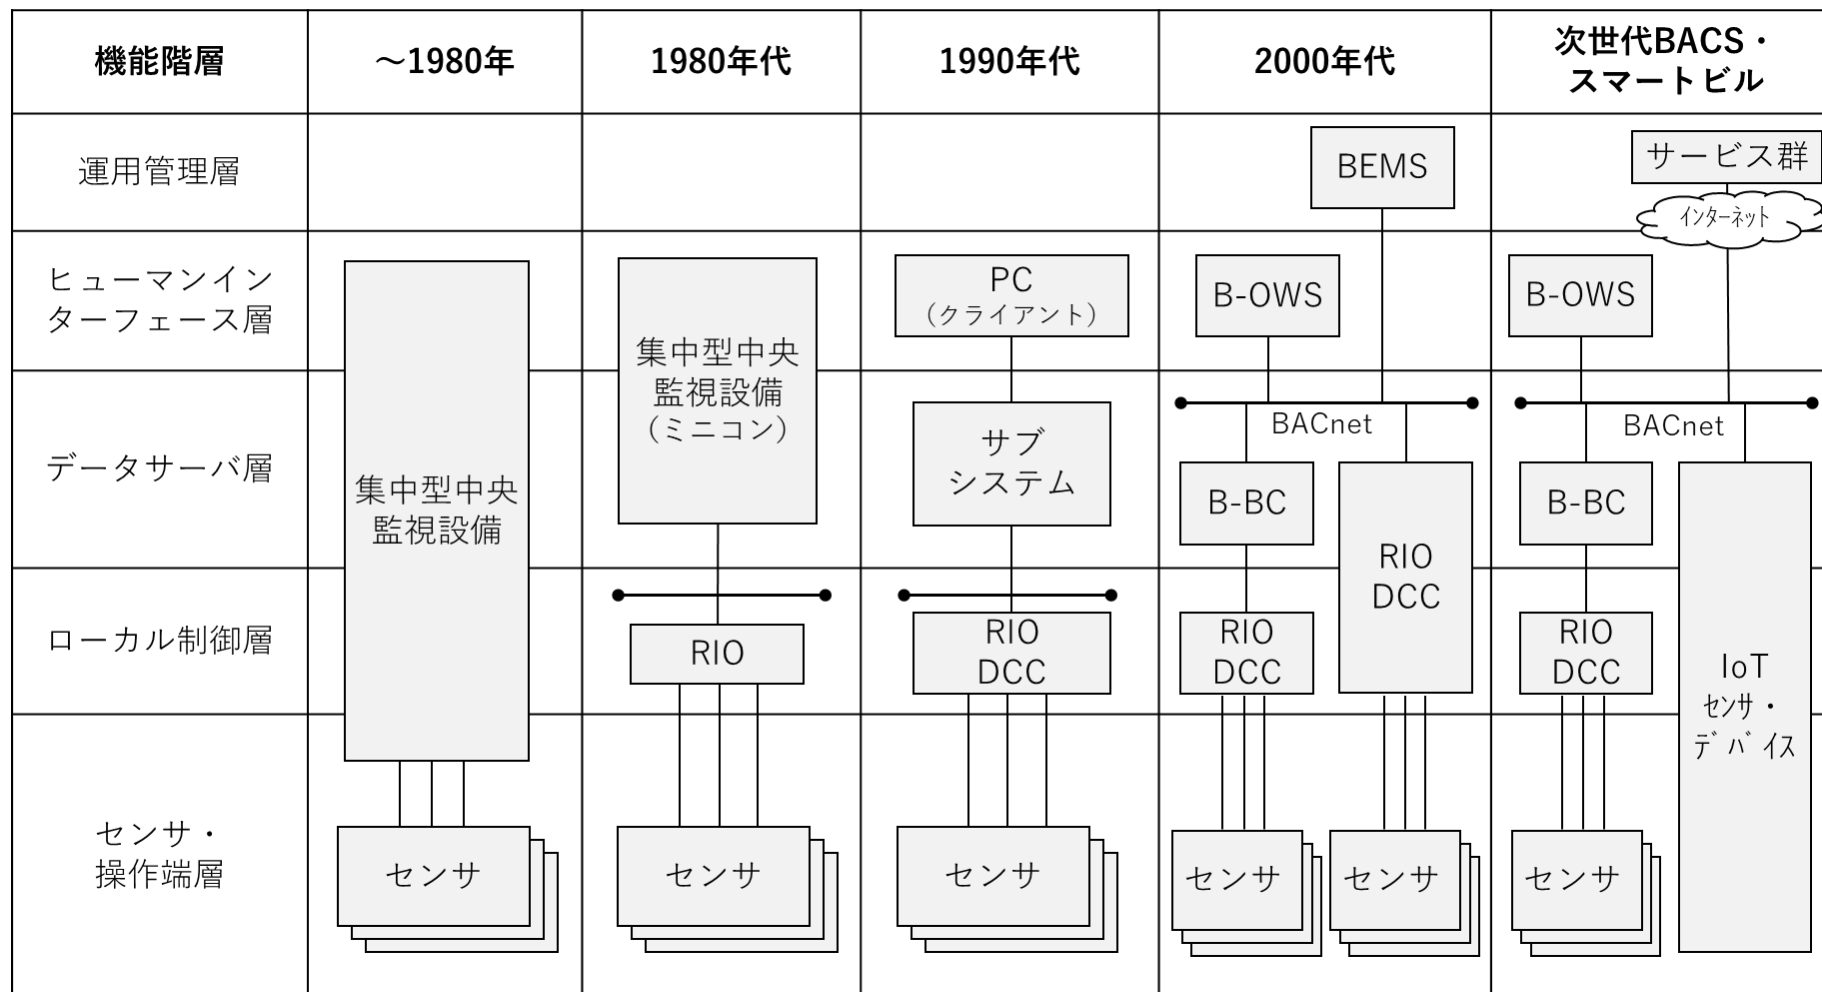 機能階層
～1980年
1980年代
1990年代
2000年代
次世代BACS・
スマートビル
運用管理層
BEMS
サービス群
インターネット
ヒューマンイン
ターフェース層
集中型中央
監視設備
集中型中央
監視設備
（ミニコン）
PC
（クライアント）
B-OWS
B-OWS
データサーバ層
サブ
システム
BACnet
B-BC
RIO
DCC
BACnet
B-BC
ローカル制御層
RIO
RIO
DCC
RIO
DCC
RIO
DCC
IoT
センサ・
デバイス
センサ・
操作端層
センサ
センサ
センサ
センサ
センサ
センサ